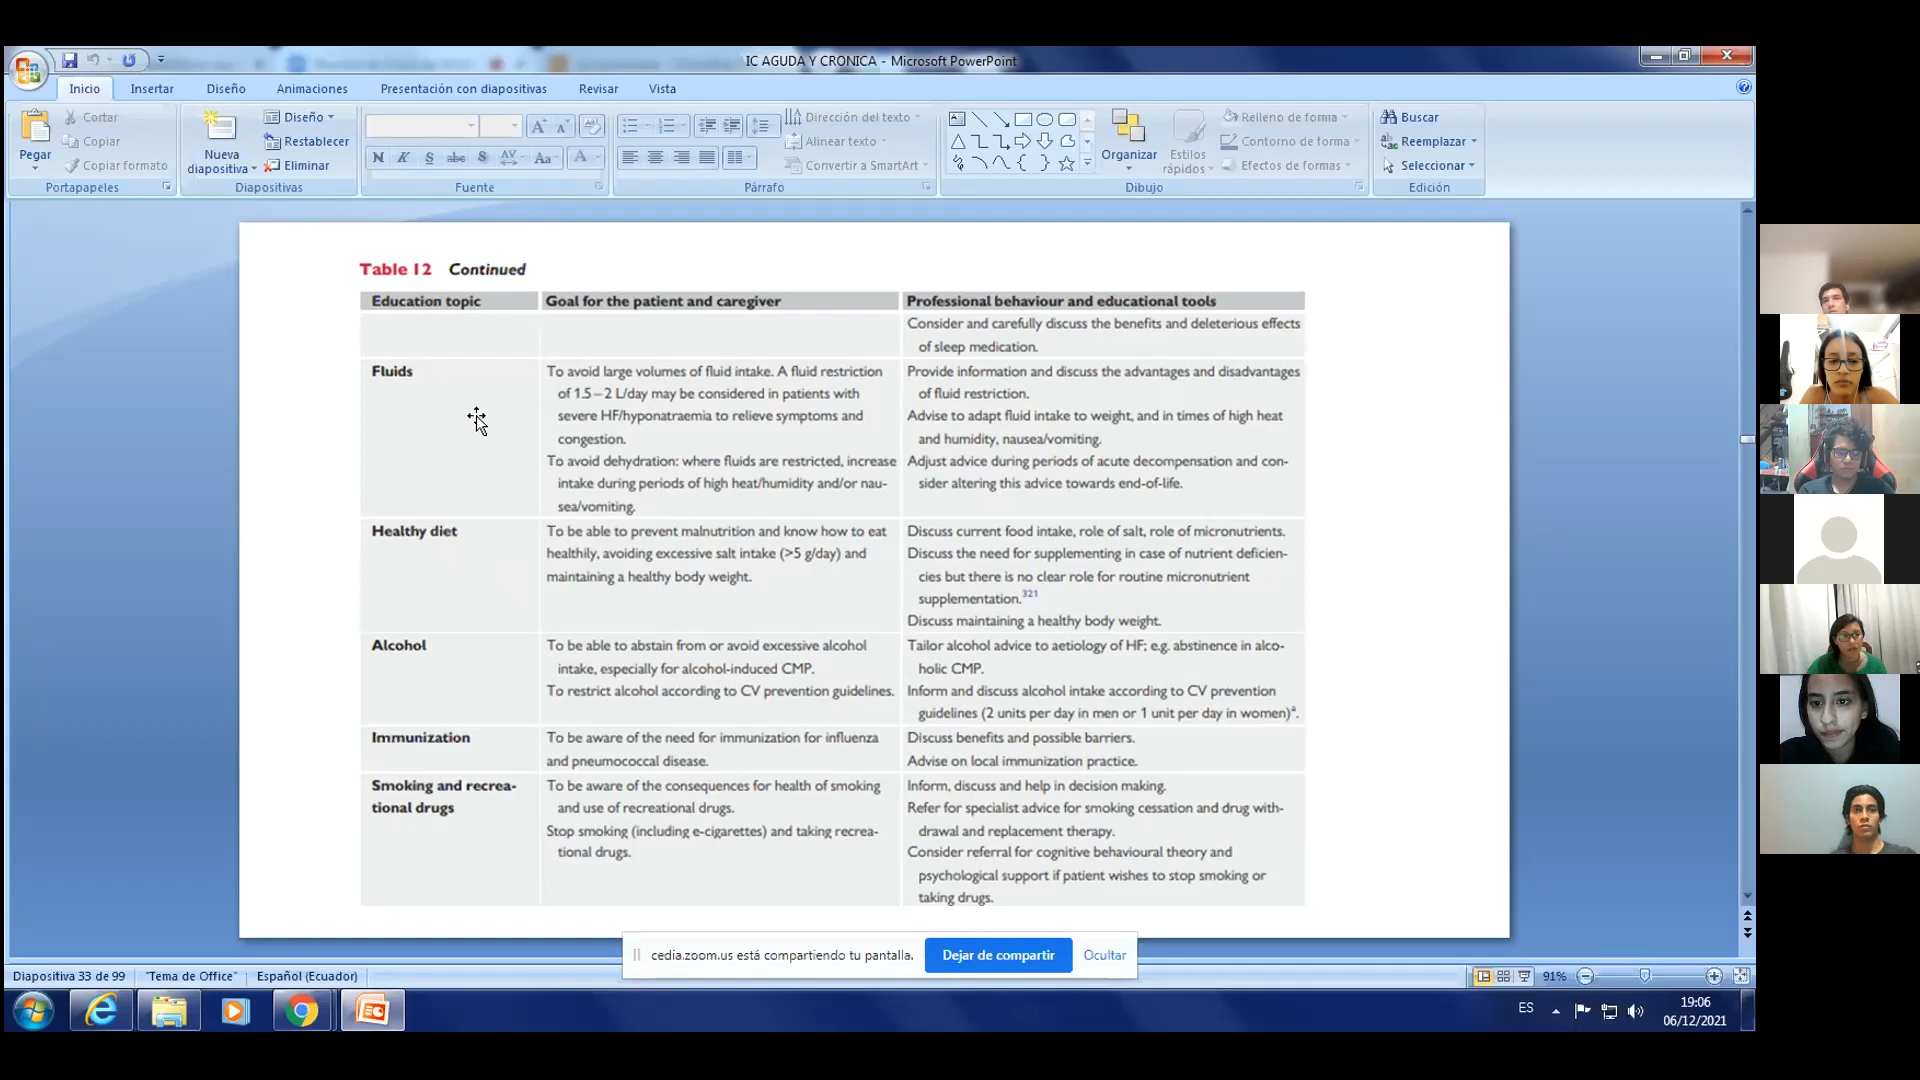 IC AGUDA Y CRONICA - Microsoft PowerPoint
Inicio Insertar Diseño Animaciones Presentación con diapositivas Revisar Vista
Pegar
Cortar
Copiar
Copiar formato
Portapapeles
Nueva
diapositiva
Diseño
Restablecer
Eliminar
Diapositivas
N K S abc S AV Aa A
Fuente
Dirección del texto
Alinear texto
Convertir a SmartArt
Párrafo
Organizar
Estilos
rápidos
Relleno de forma
Contorno de forma
Efectos de formas
Dibujo
Buscar
Reemplazar
Seleccionar
Edición
Table 12 Continued
Education topic Goal for the patient and caregiver Professional behaviour and educational tools
Consider and carefully discuss the benefits and deleterious effects
of sleep medication.
Fluids
To avoid large volumes of fluid intake. A fluid restriction
of 1.5–2 L/day may be considered in patients with
severe HF/hyponatraemia to relieve symptoms and
congestion.
To avoid dehydration: where fluids are restricted, increase
intake during periods of high heat/humidity and/or nau-
sea/vomiting.
Provide information and discuss the advantages and disadvantages
of fluid restriction.
Advise to adapt fluid intake to weight, and in times of high heat
and humidity, nausea/vomiting.
Adjust advice during periods of acute decompensation and con-
sider altering this advice towards end-of-life.
Healthy diet
To be able to prevent malnutrition and know how to eat
healthily, avoiding excessive salt intake (>5 g/day) and
maintaining a healthy body weight.
Discuss current food intake, role of salt, role of micronutrients.
Discuss the need for supplementing in case of nutrient deficien-
cies but there is no clear role for routine micronutrient
supplementation.321
Discuss maintaining a healthy body weight.
Alcohol
To be able to abstain from or avoid excessive alcohol
intake, especially for alcohol-induced CMP.
To restrict alcohol according to CV prevention guidelines.
Tailor alcohol advice to aetiology of HF; e.g. abstinence in alco-
holic CMP.
Inform and discuss alcohol intake according to CV prevention
guidelines (2 units per day in men or 1 unit per day in women)a.
Immunization
To be aware of the need for immunization for influenza
and pneumococcal disease.
Discuss benefits and possible barriers.
Advise on local immunization practice.
Smoking and recrea-
tional drugs
To be aware of the consequences for health of smoking
and use of recreational drugs.
Stop smoking (including e-cigarettes) and taking recrea-
tional drugs.
Inform, discuss and help in decision making.
Refer for specialist advice for smoking cessation and drug with-
drawal and replacement therapy.
Consider referral for cognitive behavioural theory and
psychological support if patient wishes to stop smoking or
taking drugs.
cedia.zoom.us está compartiendo tu pantalla. Dejar de compartir Ocultar
Diapositiva 33 de 99 "Tema de Office" Español (Ecuador) 91%
ES
19:06
06/12/2021